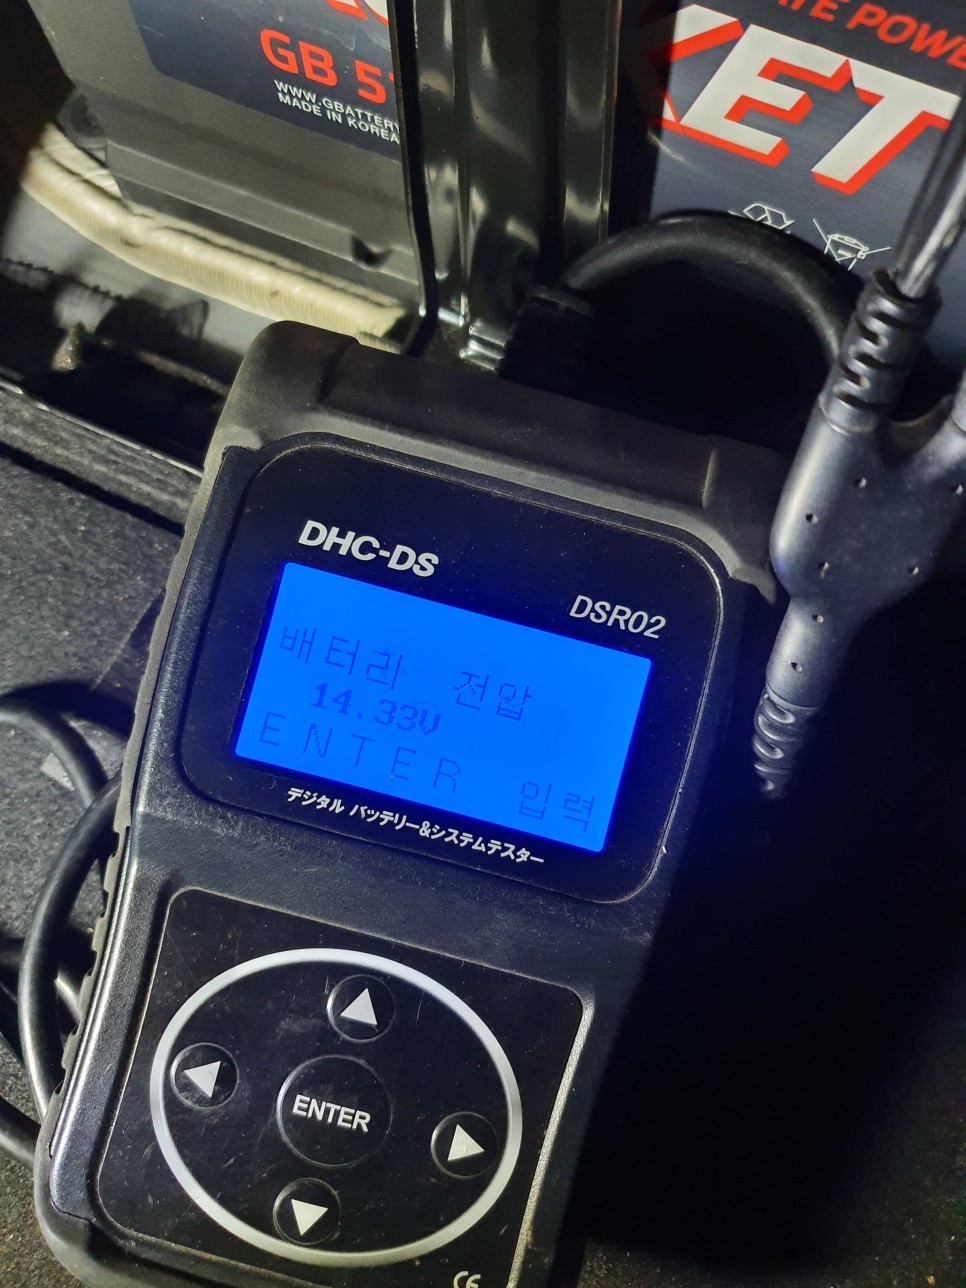 GB 57
WWW.GBATTERY
MADE IN KOREA
ATE POWE
KET
DHC-DS
DSR02
배터리 전압
14.33V
ENTER 입력
デジタル バッテリー&システムテスター
ENTER
CE